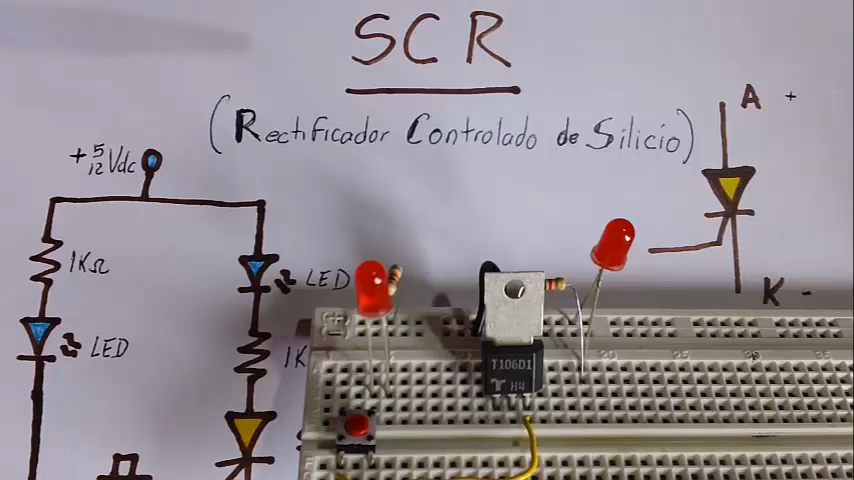 SCR
(Rectificador Controlado de Silicio)
A +
+ 5
12 Vdc
1KΩ
LED
LED
1K
K -
T106D1
H4
20
25
30
35